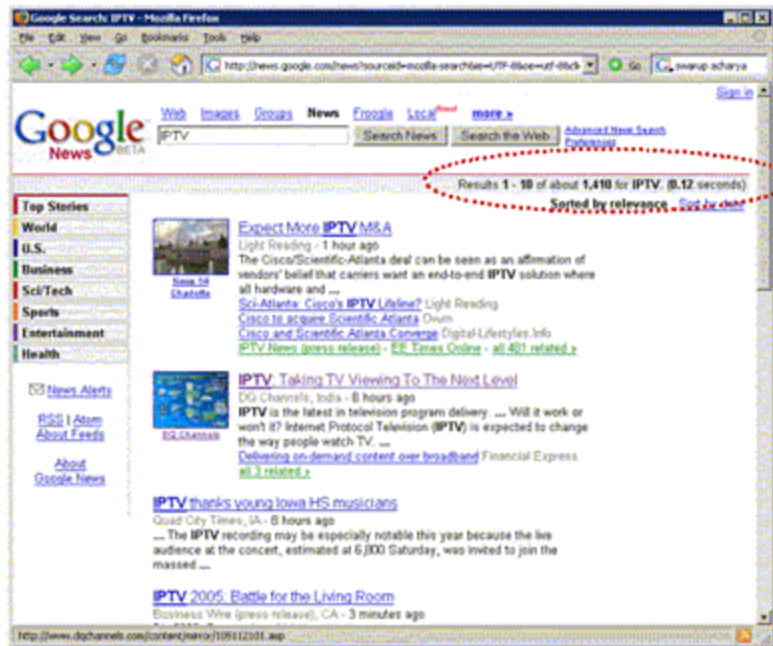 Google Search: IPTV - Mozilla Firefox
File Edit View Go Bookmarks Tools Help
http://news.google.com/news?sourceid=mozilla-search&ie=UTF-8&oe=utf-8&ch Go swarup acharya
Sign in
Web Images Groups News Froogle Local New! more »
Google News BETA
IPTV Search News Search the Web Advanced News Search
Preferences
Results 1 - 10 of about 1,410 for IPTV. (0.12 seconds)
Sorted by relevance Sort by date
Top Stories
World
U.S.
Business
Sci/Tech
Sports
Entertainment
Health
News Alerts
RSS | Atom
About Feeds
About
Google News
Expect More IPTV M&A
Light Reading - 1 hour ago
The Cisco/Scientific-Atlanta deal can be seen as an affirmation of
vendors' belief that carriers want an end-to-end IPTV solution where
all hardware and ...
Sci-Atlanta: Cisco's IPTV Lifeline? Light Reading
Cisco to acquire Scientific Atlanta Ovum
Cisco and Scientific Atlanta Converge Digital-Lifestyles.Info
IPTV News (press release) - EE Times Online - all 481 related »
News 14
Charlotte
IPTV: Taking TV Viewing To The Next Level
DQ Channels, India - 8 hours ago
IPTV is the latest in television program delivery. ... Will it work or
won't it? Internet Protocol Television (IPTV) is expected to change
the way people watch TV. ...
Delivering on-demand content over broadband Financial Express
all 3 related »
DQ Channels
IPTV thanks young Iowa HS musicians
Quad City Times, IA - 6 hours ago
... The IPTV recording may be especially notable this year because the live
audience at the concert, estimated at 6,800 Saturday, was invited to join the
massed ...
IPTV 2005: Battle for the Living Room
Business Wire (press release), CA - 3 minutes ago
http://www.dqchannels.com/content/mirror/105112101.asp